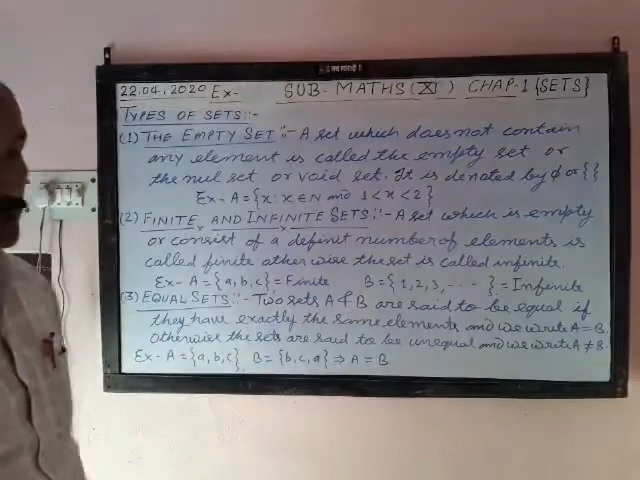 ।। जय माता दी ।।
22.04.2020 Ex- SUB- MATHS (XI) CHAP-1 {SETS}
TYPES OF SETS::-
(1) THE EMPTY SET::- A set which does not contain
any element is called the empty set or
the nul set or void set. It is denoted by ϕ or { }
Ex- A = {x : x ∈ N and 1 < x < 2}
(2) FINITE, AND INFINITE SETS::- A set which is empty
or consist of a definit number of elements is
called finite otherwise the set is called infinite.
Ex- A = {a, b, c} = Finite B = {1, 2, 3, - - - } = Infinite
(3) EQUAL SETS::- Two sets A & B are said to be equal if
they have exactly the same elements and we write A = B.
Otherwise the sets are said to be unequal and we write A ≠ B.
Ex- A = {a, b, c}, B = {b, c, a} ⇒ A = B